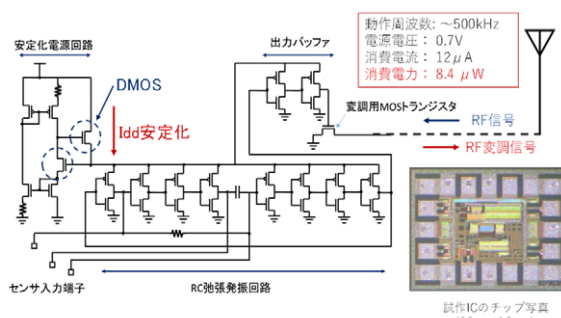 安定化電源回路
DMOS
Idd安定化
出力バッファ
動作周波数: ～500kHz
電源電圧： 0.7V
消費電流： 12μA
消費電力： 8.4 μW
変調用MOSトランジスタ
RF信号
RF変調信号
センサ入力端子
RC弛張発振回路
試作ICのチップ写真